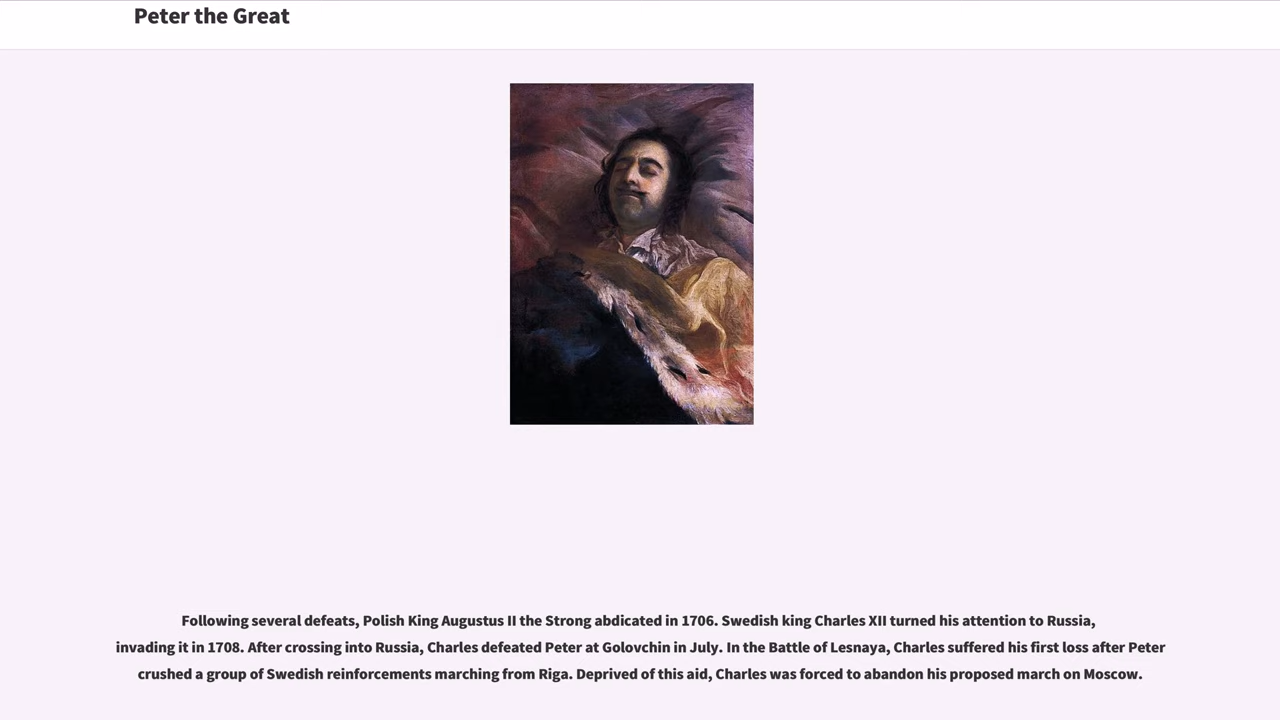 Peter the Great
Following several defeats, Polish King Augustus II the Strong abdicated in 1706. Swedish king Charles XII turned his attention to Russia,
invading it in 1708. After crossing into Russia, Charles defeated Peter at Golovchin in July. In the Battle of Lesnaya, Charles suffered his first loss after Peter
crushed a group of Swedish reinforcements marching from Riga. Deprived of this aid, Charles was forced to abandon his proposed march on Moscow.